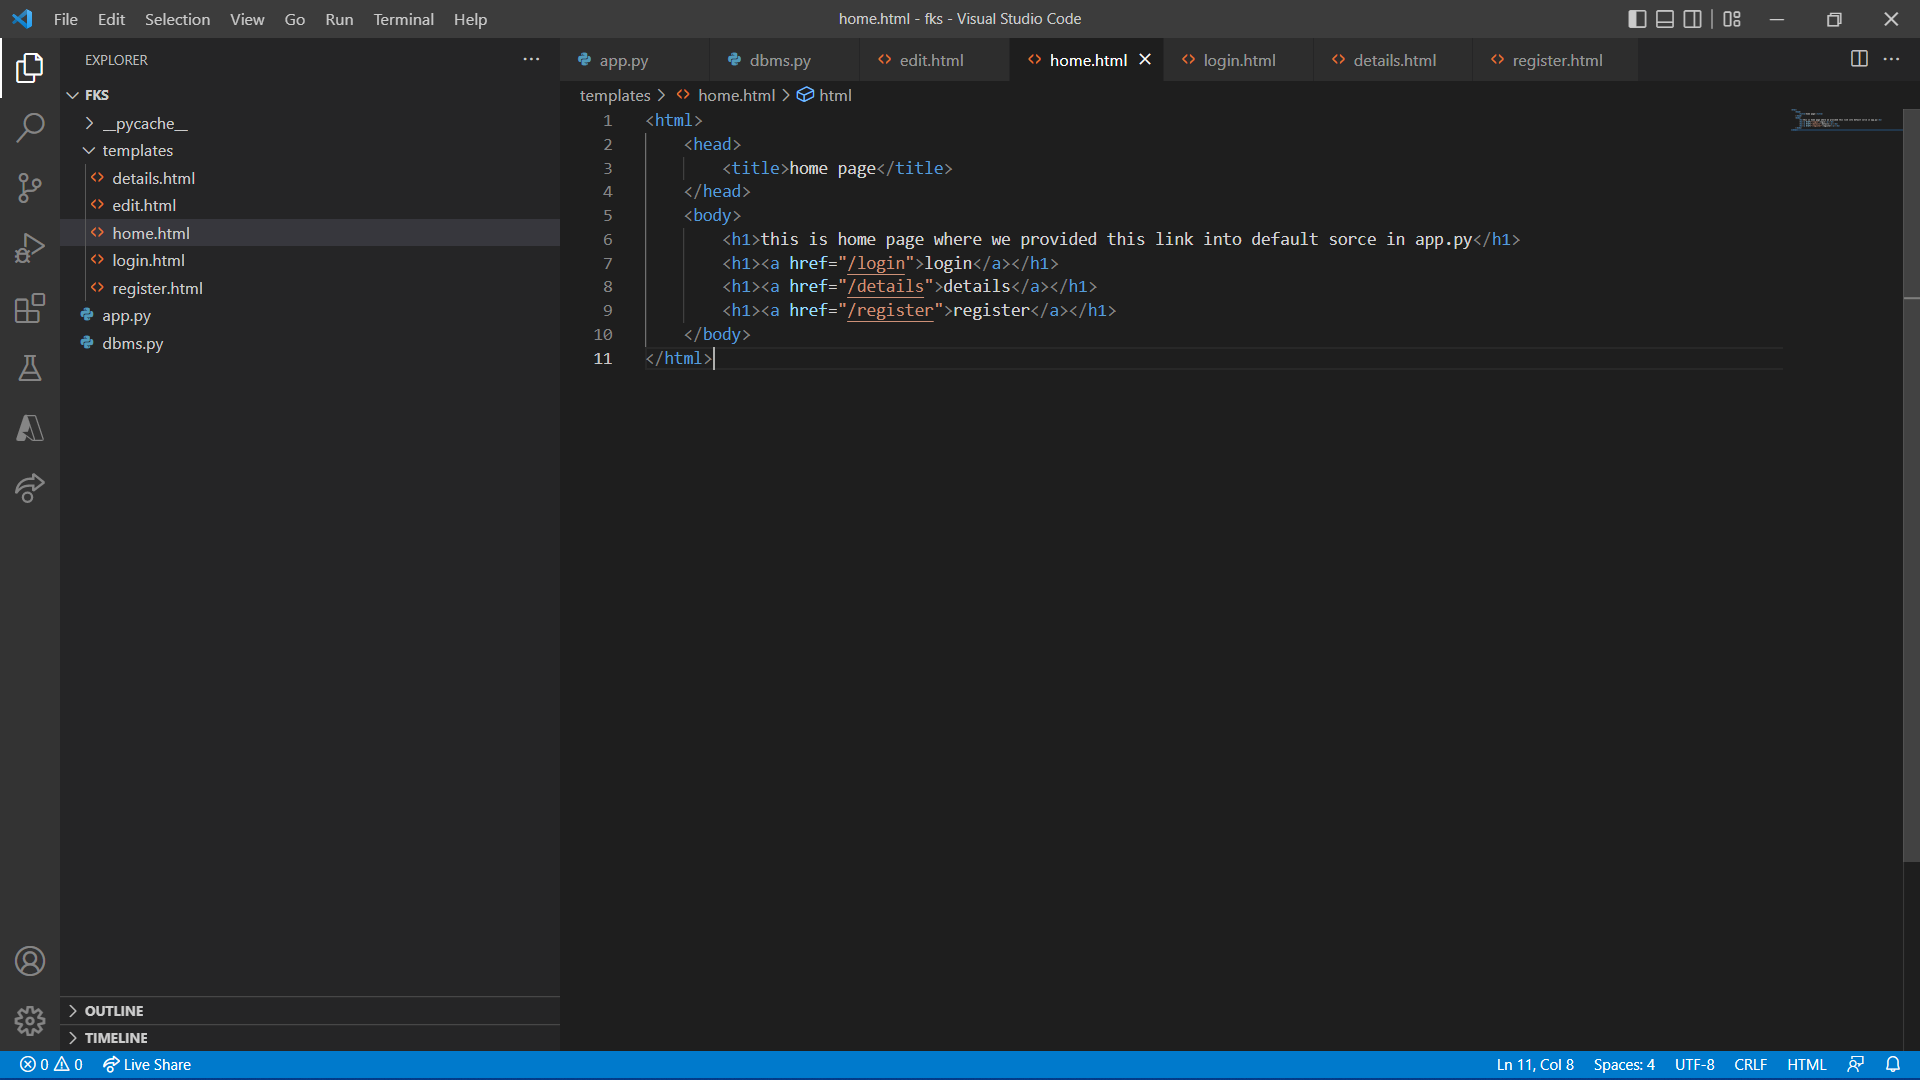 File Edit Selection View Go Run Terminal Help
home.html - fks - Visual Studio Code
EXPLORER
FKS
__pycache__
templates
details.html
edit.html
home.html
login.html
register.html
app.py
dbms.py
OUTLINE
TIMELINE
app.py dbms.py edit.html home.html login.html details.html register.html
templates > home.html > html
1 <html>
2 <head>
3 <title>home page</title>
4 </head>
5 <body>
6 <h1>this is home page where we provided this link into default sorce in app.py</h1>
7 <h1><a href="/login">login</a></h1>
8 <h1><a href="/details">details</a></h1>
9 <h1><a href="/register">register</a></h1>
10 </body>
11 </html>
0 0 Live Share
Ln 11, Col 8 Spaces: 4 UTF-8 CRLF HTML